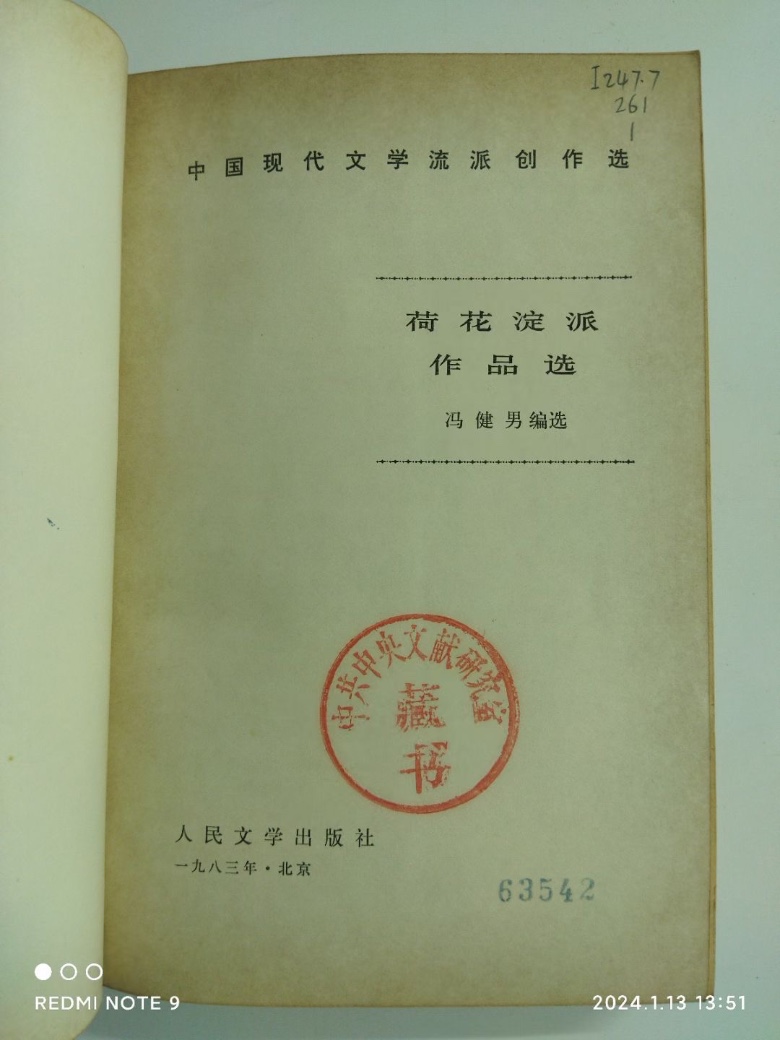 I247.7
261
1
中国现代文学流派创作选
荷花淀派
作品选
冯健男编选
中共中央文献研究室
藏
书
人民文学出版社
一九八三年·北京
63542
REDMI NOTE 9
2024.1.13 13:51